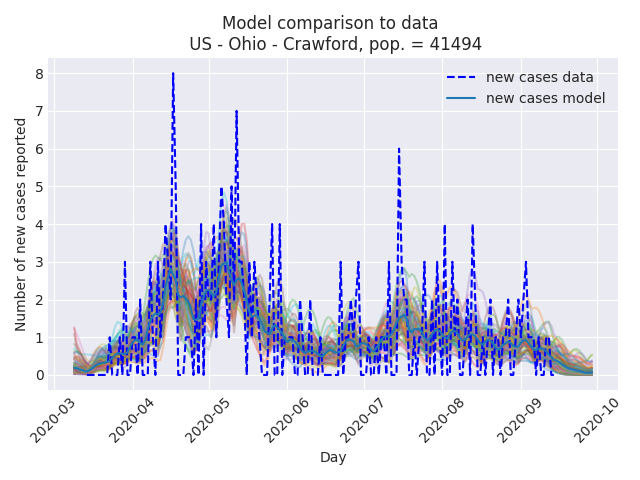 Model comparison to data
US - Ohio - Crawford, pop. = 41494
new cases data
new cases model
Number of new cases reported
8
7
6
5
4
3
2
1
0
2020-03
2020-04
2020-05
2020-06
2020-07
2020-08
2020-09
2020-10
Day